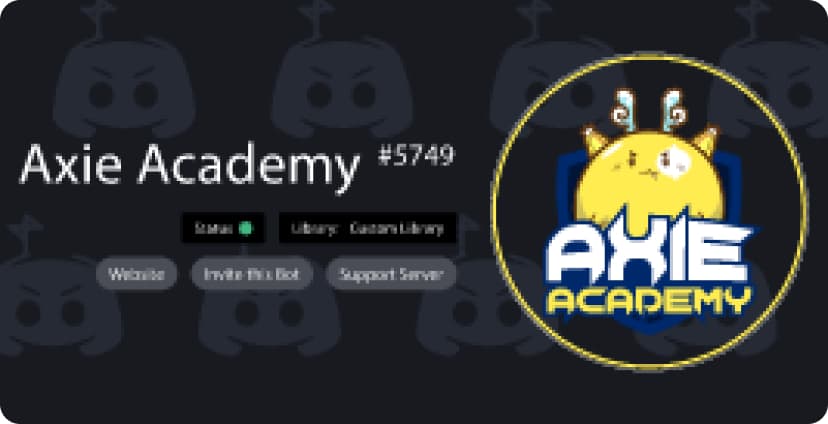 Axie Academy #5749
Status Library: Custom Library
Website Invite this Bot Support Server
AXIE
ACADEMY